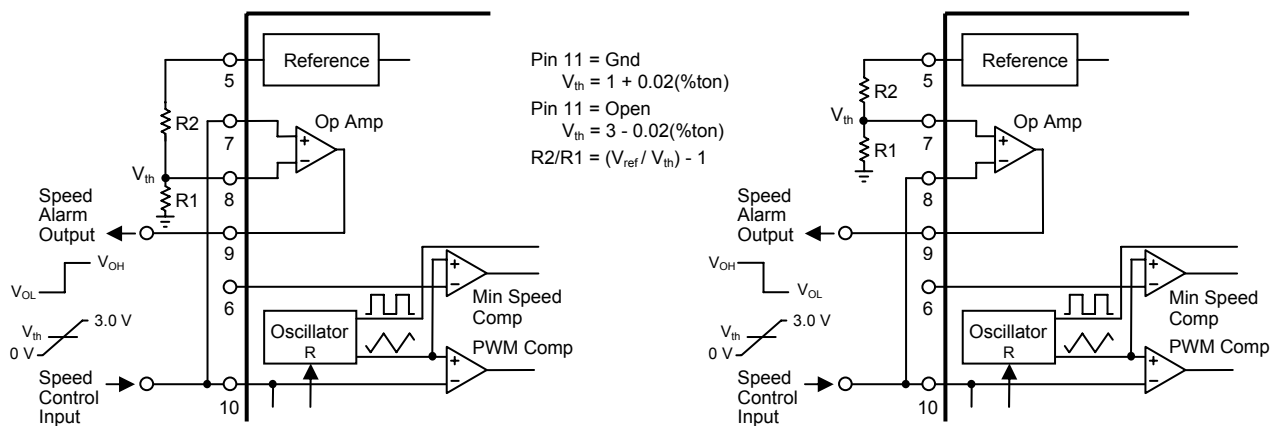 Reference
5
R2
7
Op Amp
+
−
V_th
R1
8
Speed
Alarm
Output
9
V_OH
V_OL
6
+
−
Min Speed
Comp
V_th
3.0 V
0 V
Oscillator
R
PWM Comp
+
−
Speed
Control
Input
10
Pin 11 = Gnd
V_th = 1 + 0.02(%ton)
Pin 11 = Open
V_th = 3 - 0.02(%ton)
R2/R1 = (V_ref / V_th) - 1
Reference
5
R2
V_th
7
Op Amp
+
−
R1
8
Speed
Alarm
Output
9
V_OH
V_OL
6
+
−
Min Speed
Comp
V_th
3.0 V
0 V
Oscillator
R
PWM Comp
+
−
Speed
Control
Input
10